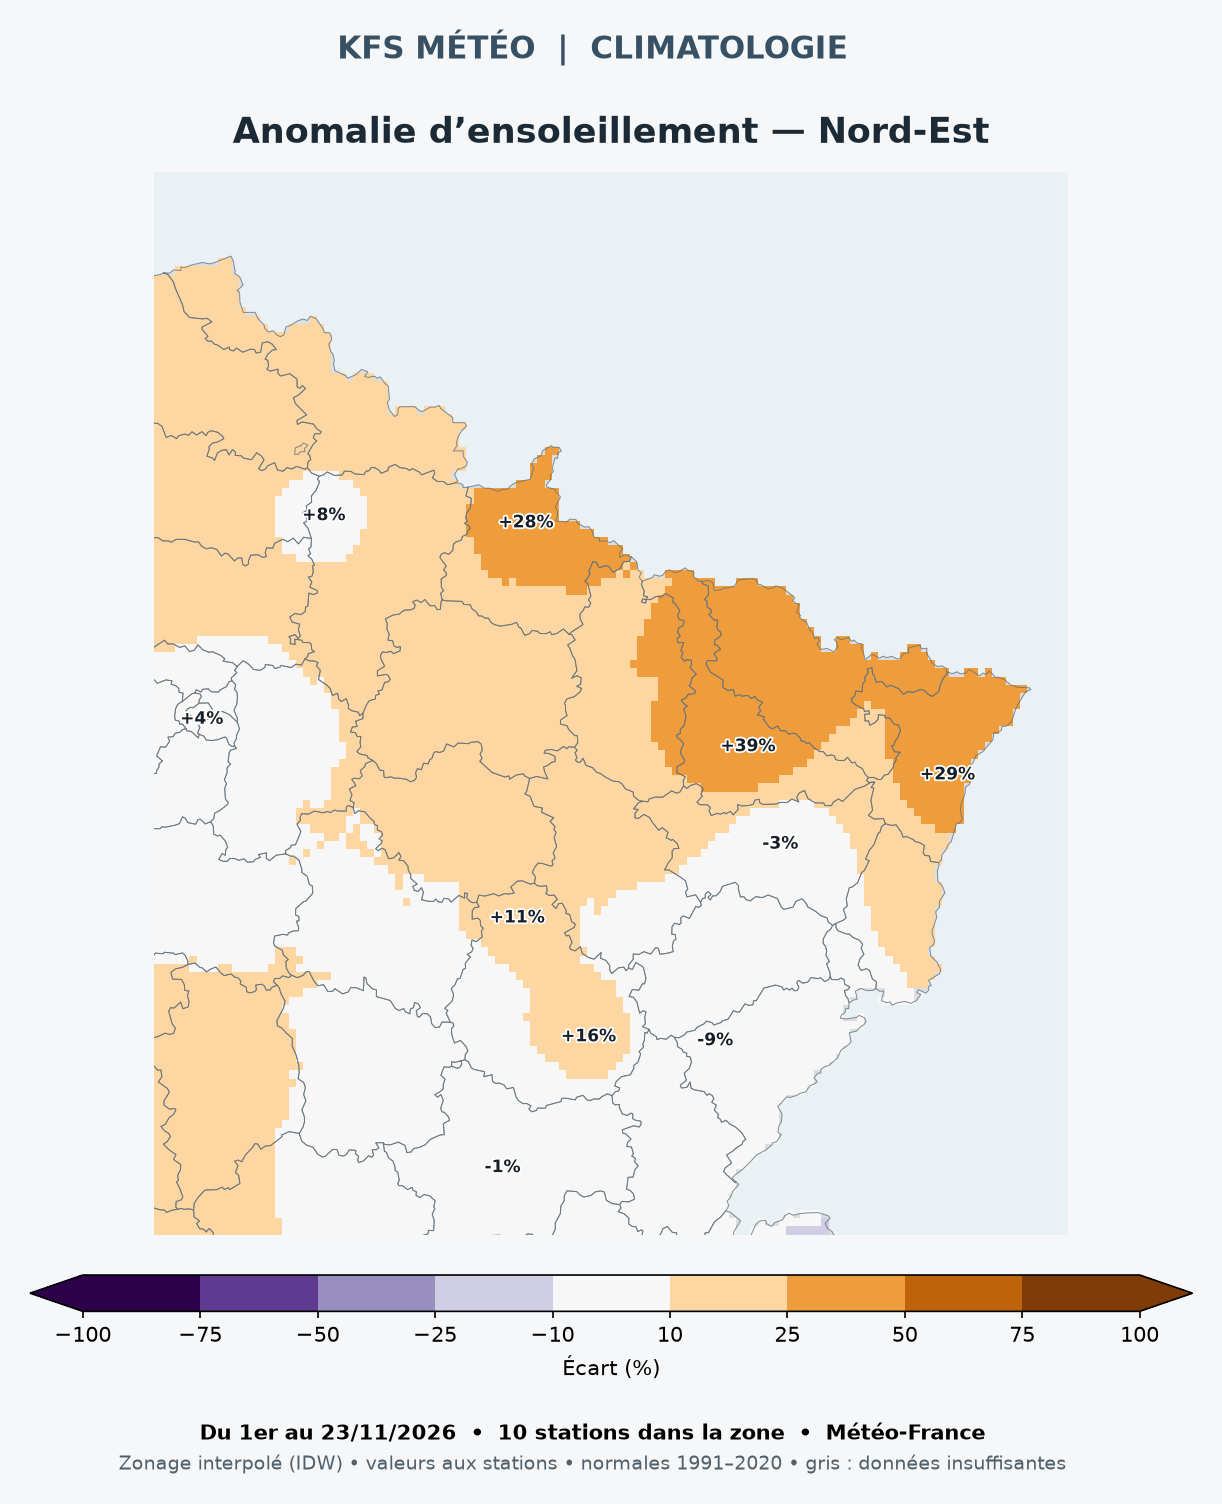 KFS MÉTÉO | CLIMATOLOGIE
Anomalie d’ensoleillement — Nord-Est
+8%
+28%
+4%
+39%
+29%
-3%
+11%
+16%
-9%
-1%
−100 −75 −50 −25 −10 10 25 50 75 100
Écart (%)
Du 1er au 23/11/2026 • 10 stations dans la zone • Météo-France
Zonage interpolé (IDW) • valeurs aux stations • normales 1991–2020 • gris : données insuffisantes